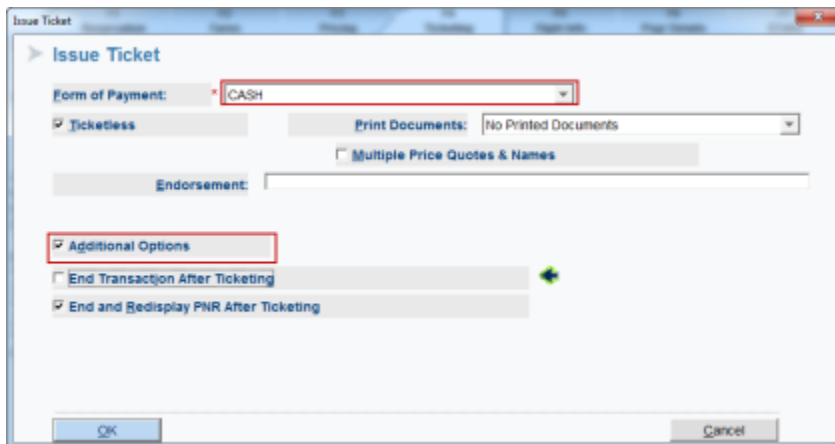 Issue Ticket
Issue Ticket
Form of Payment: * CASH
Ticketless Print Documents: No Printed Documents
Multiple Price Quotes & Names
Endorsement:
Additional Options
End Transaction After Ticketing
End and Redisplay PNR After Ticketing
OK Cancel